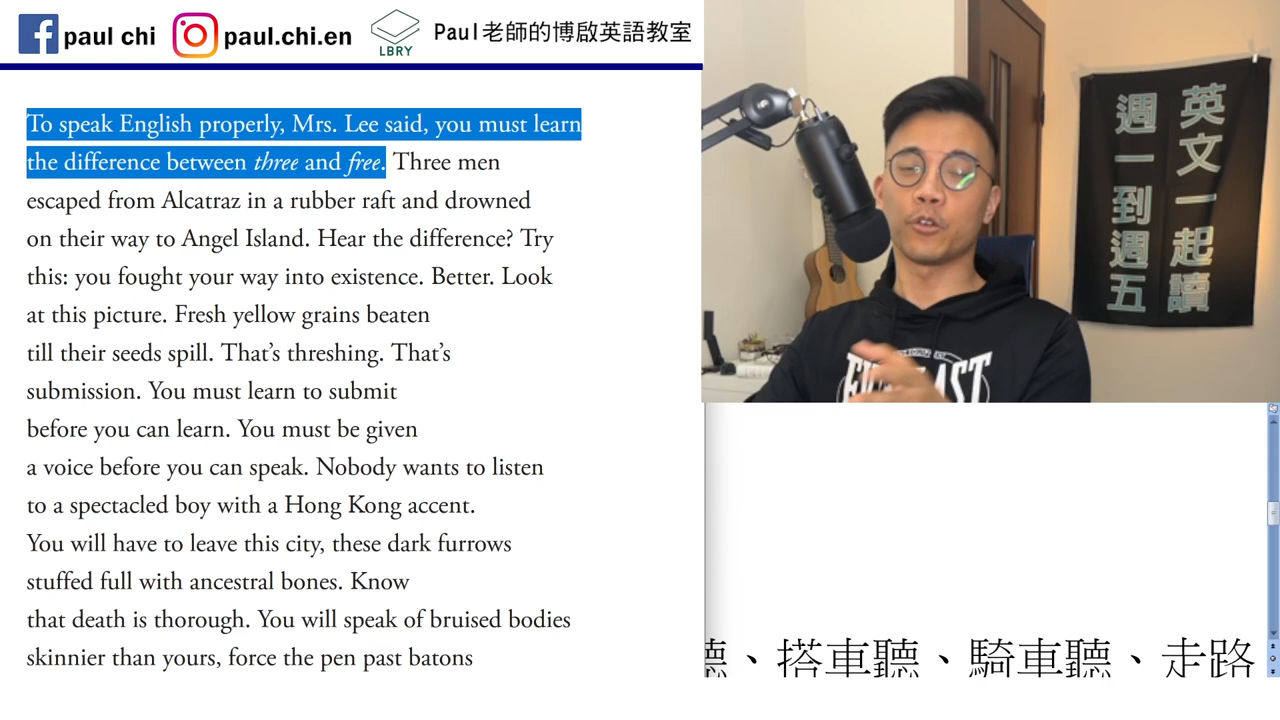 paul chi
paul.chi.en
LBRY
Paul老師的博啟英語教室
To speak English properly, Mrs. Lee said, you must learn
the difference between three and free. Three men
escaped from Alcatraz in a rubber raft and drowned
on their way to Angel Island. Hear the difference? Try
this: you fought your way into existence. Better. Look
at this picture. Fresh yellow grains beaten
till their seeds spill. That’s threshing. That’s
submission. You must learn to submit
before you can learn. You must be given
a voice before you can speak. Nobody wants to listen
to a spectacled boy with a Hong Kong accent.
You will have to leave this city, these dark furrows
stuffed full with ancestral bones. Know
that death is thorough. You will speak of bruised bodies
skinnier than yours, force the pen past batons
英文一起讀
週一到週五
聽、搭車聽、騎車聽、走路